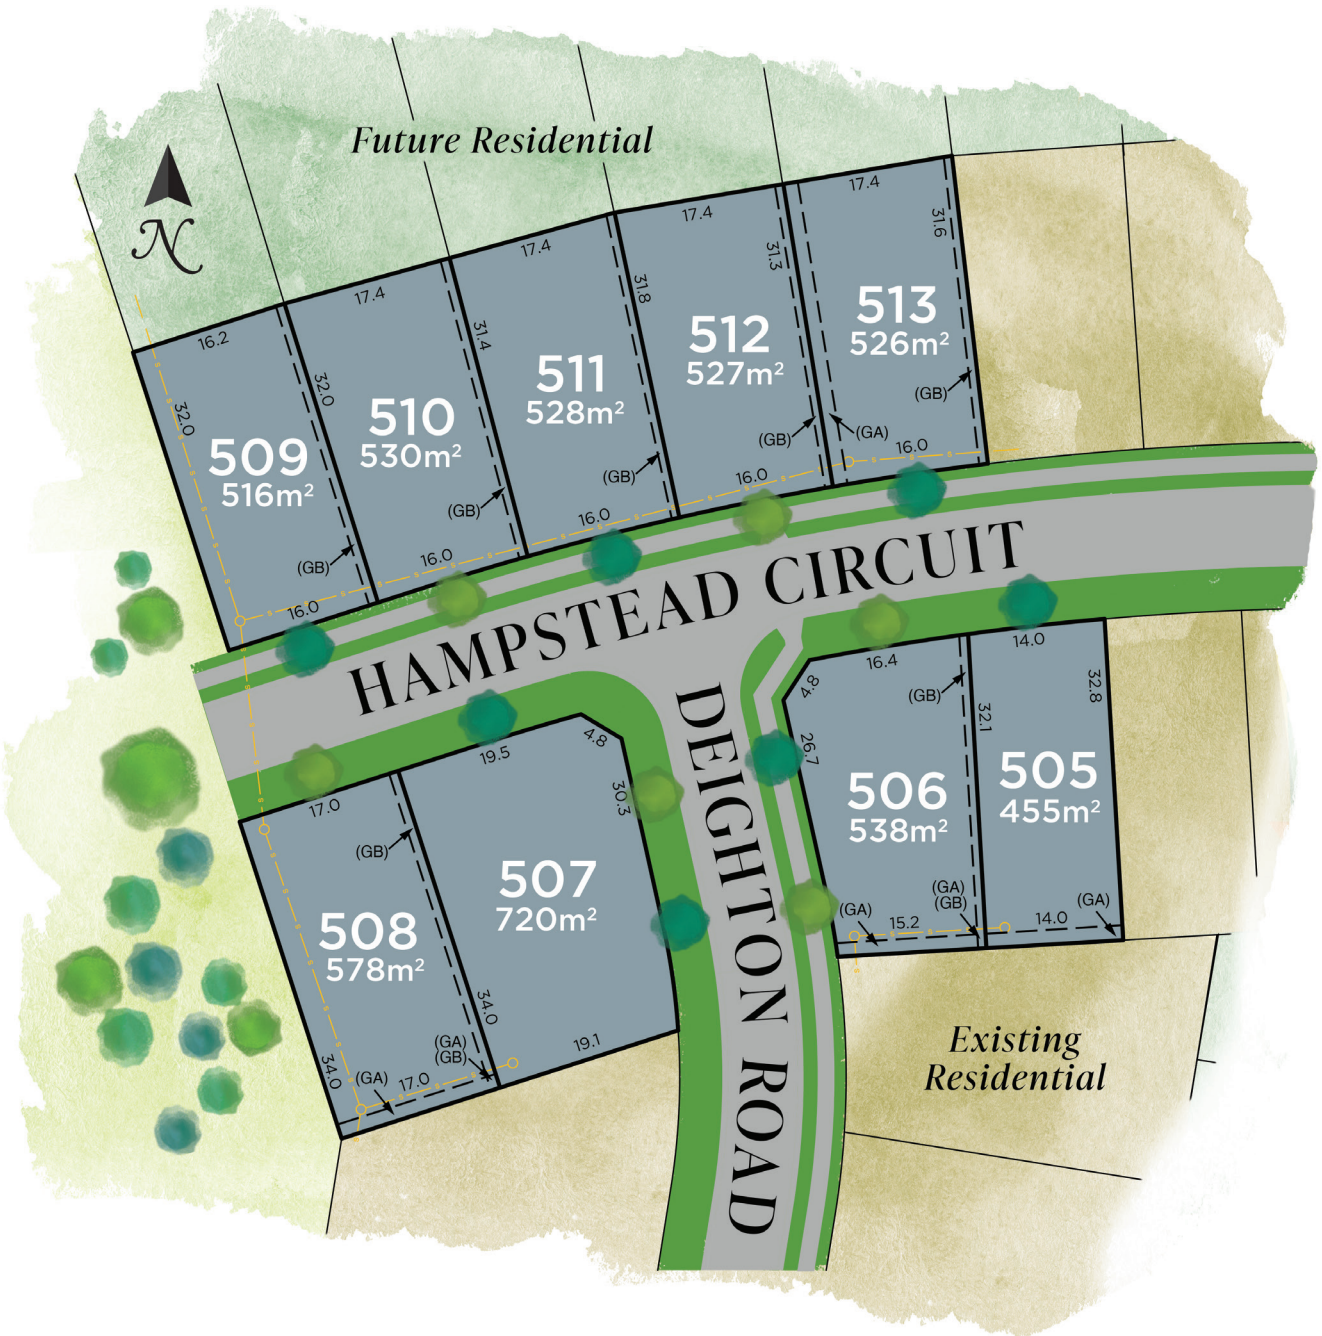 Future Residential
N
17.4
31.6
513
526m²
(GB)
(GA)
16.0
17.4
31.3
512
527m²
(GB)
16.0
17.4
31.8
511
528m²
(GB)
16.0
17.4
31.4
510
530m²
(GB)
16.0
16.2
32.0
32.0
509
516m²
(GB)
16.0
HAMPSTEAD CIRCUIT
DEIGHTON ROAD
14.0
32.8
32.1
505
455m²
(GA)
14.0
16.4
4.8
26.7
(GB)
506
538m²
(GA)
(GB)
(GA)
15.2
4.8
19.5
30.3
507
720m²
34.0
19.1
17.0
(GB)
508
578m²
(GA)
(GB)
34.0
(GA)
17.0
Existing
Residential